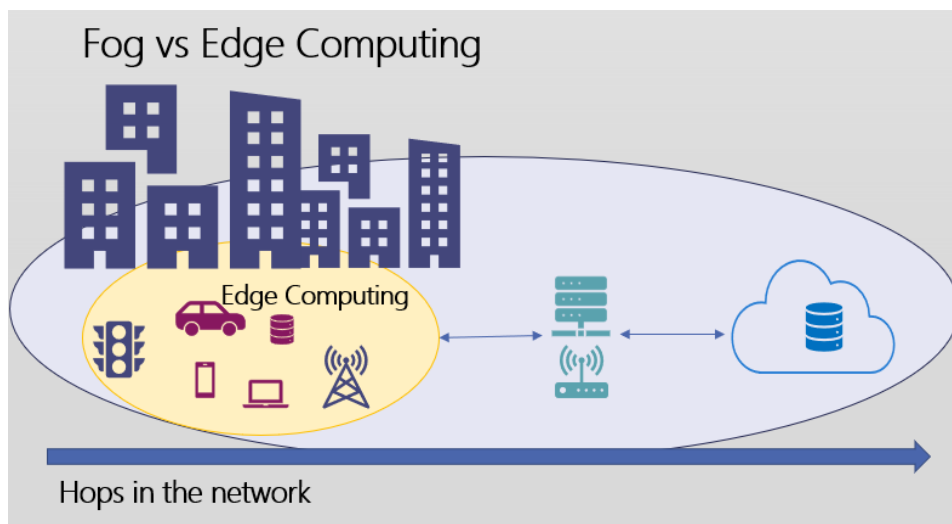 Fog vs Edge Computing
Edge Computing
Hops in the network